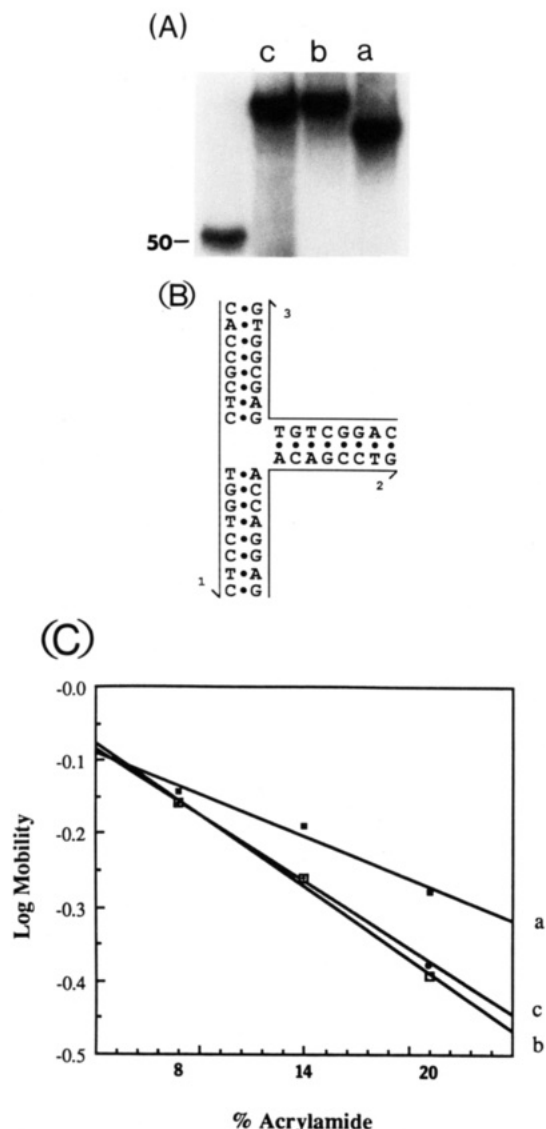 (A)
c b a
50
(B)
C•G
3
A•T
C•G
C•G
G•C
C•G
T•A
C•G
TGTCGGAC
ACAGCCTG
2
T•A
G•C
G•C
T•A
C•G
C•G
1
T•A
C•G
(C)
-0.0
-0.1
-0.2
-0.3
-0.4
-0.5
Log Mobility
a
c
b
8 14 20
% Acrylamide